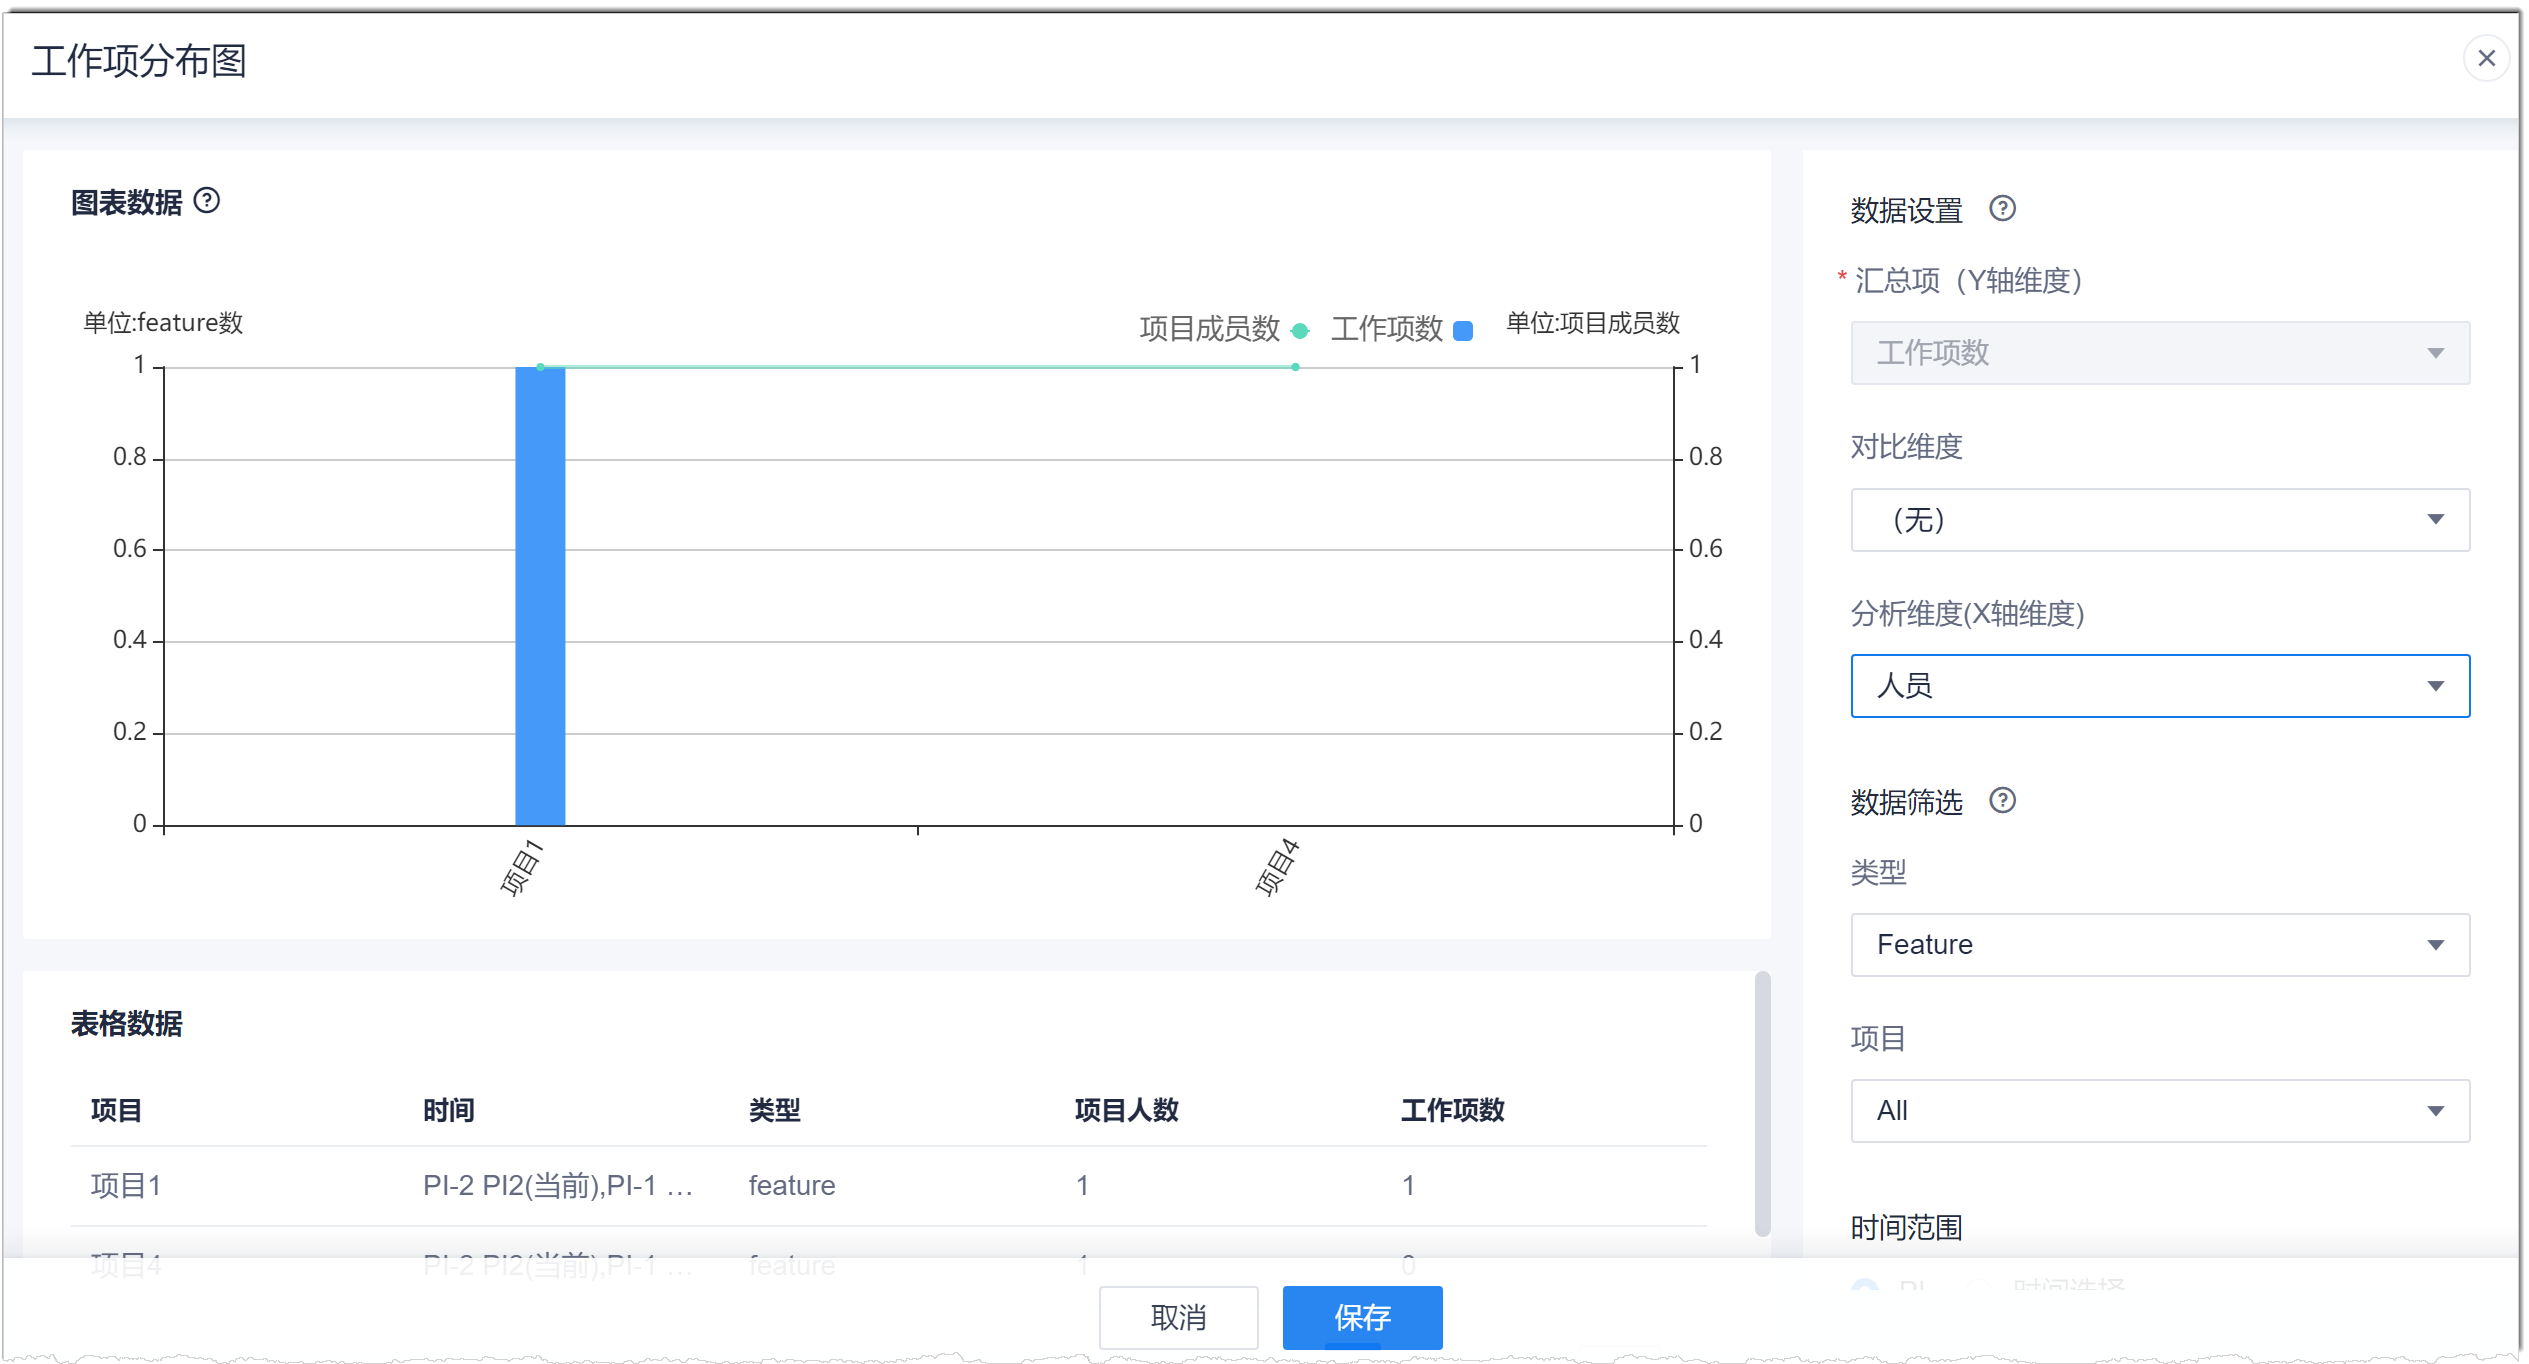 工作项分布图
图表数据
单位:feature数
项目成员数 工作项数 单位:项目成员数
1 1
0.8 0.8
0.6 0.6
0.4 0.4
0.2 0.2
0 0
项目1 项目4
表格数据
项目 时间 类型 项目人数 工作项数
项目1 PI-2 PI2(当前),PI-1 ... feature 1 1
项目4 PI-2 PI2(当前),PI-1 ... feature 1 0
数据设置
* 汇总项（Y轴维度）
工作项数
对比维度
（无）
分析维度(X轴维度)
人员
数据筛选
类型
Feature
项目
All
时间范围
PI 时间选择
取消 保存